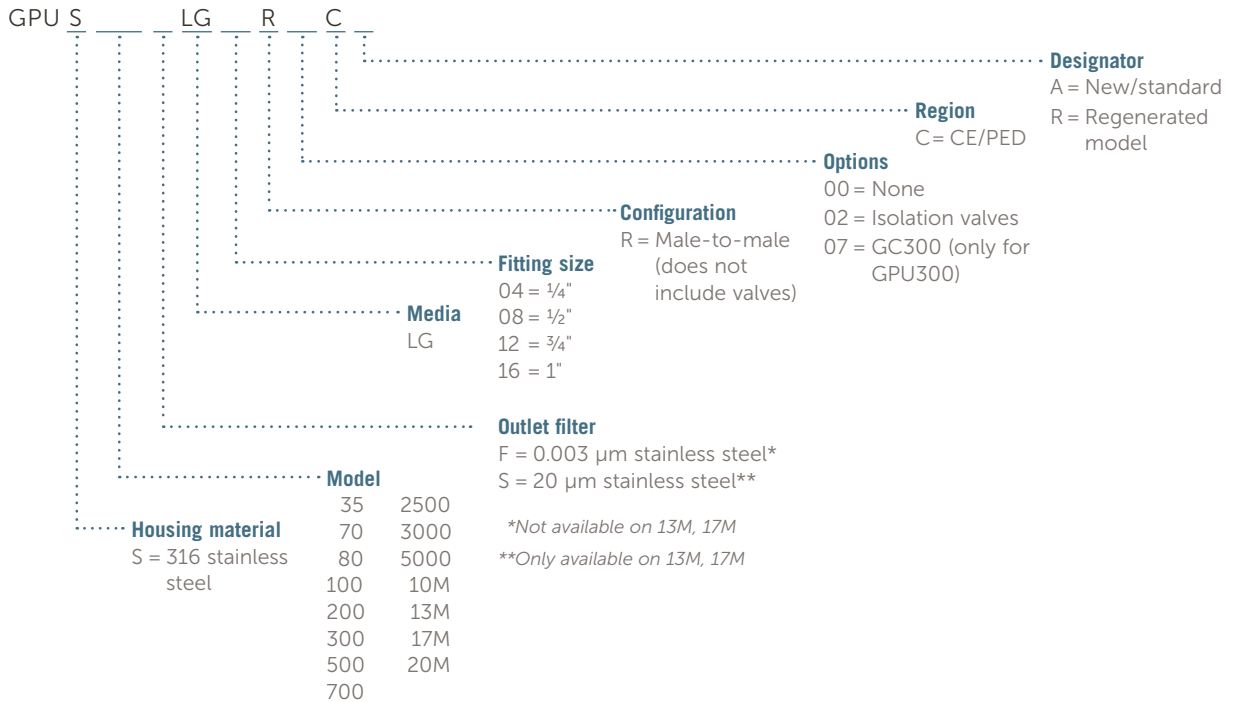 GPU S LG R C
Designator
A = New/standard
R = Regenerated
model
Region
C= CE/PED
Options
00 = None
02 = Isolation valves
07 = GC300 (only for
GPU300)
Configuration
R = Male-to-male
(does not
include valves)
Fitting size
04 = ¼"
08 = ½"
12 = ¾"
16 = 1"
Media
LG
Outlet filter
F = 0.003 µm stainless steel*
S = 20 µm stainless steel**
*Not available on 13M, 17M
**Only available on 13M, 17M
Model
35 2500
70 3000
80 5000
100 10M
200 13M
300 17M
500 20M
700
Housing material
S = 316 stainless
steel